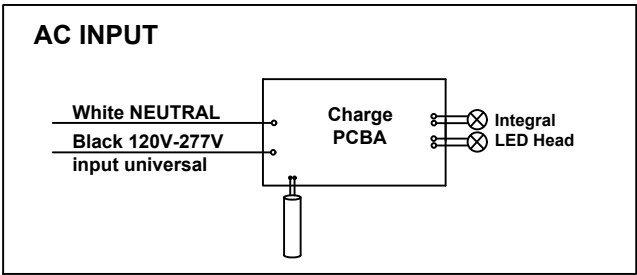 AC INPUT
White NEUTRAL
Black 120V-277V
input universal
Charge
PCBA
Integral
LED Head